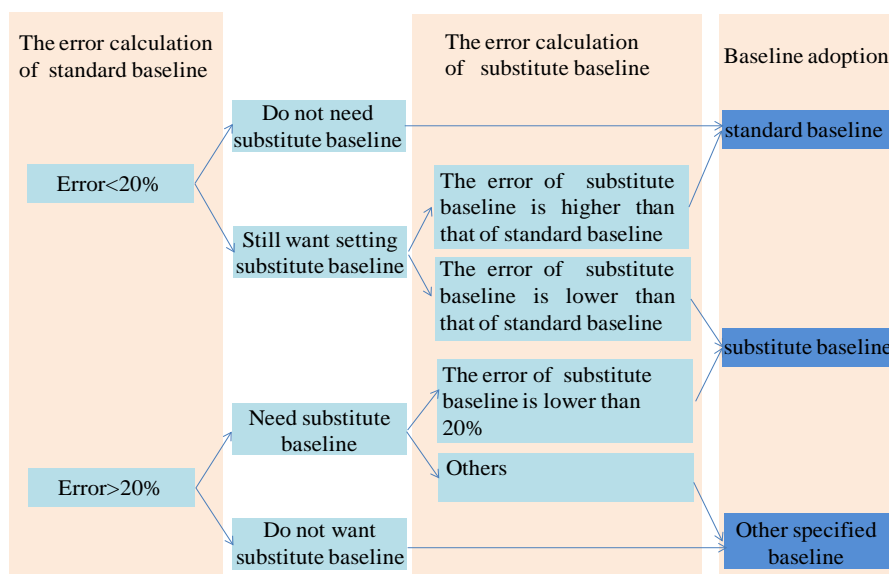 The error calculation
of standard baseline
The error calculation
of substitute baseline
Baseline adoption
Do not need
substitute baseline
standard baseline
Error<20%
The error of substitute
baseline is higher than
that of standard baseline
Still want setting
substitute baseline
The error of substitute
baseline is lower than
that of standard baseline
substitute baseline
The error of substitute
baseline is lower than
20%
Need substitute
baseline
Others
Error>20%
Do not want
substitute baseline
Other specified
baseline